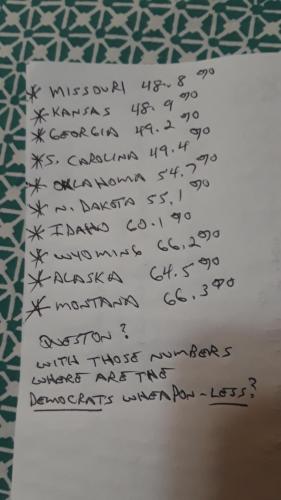 * MISSOURI 48.8 %
* KANSAS 48.9 %
* GEORGIA 49.2 %
* S. CAROLINA 49.4 %
* OKLAHOMA 54.7 %
* N. DAKOTA 55.1 %
* IDAHO 60.1 %
* WYOMING 66.2 %
* ALASKA 64.5 %
* MONTANA 66.3 %
QUESTON ?
WITH THOSE NUMBERS
WHERE ARE THE
DEMOCRATS WHEAPON-LESS?